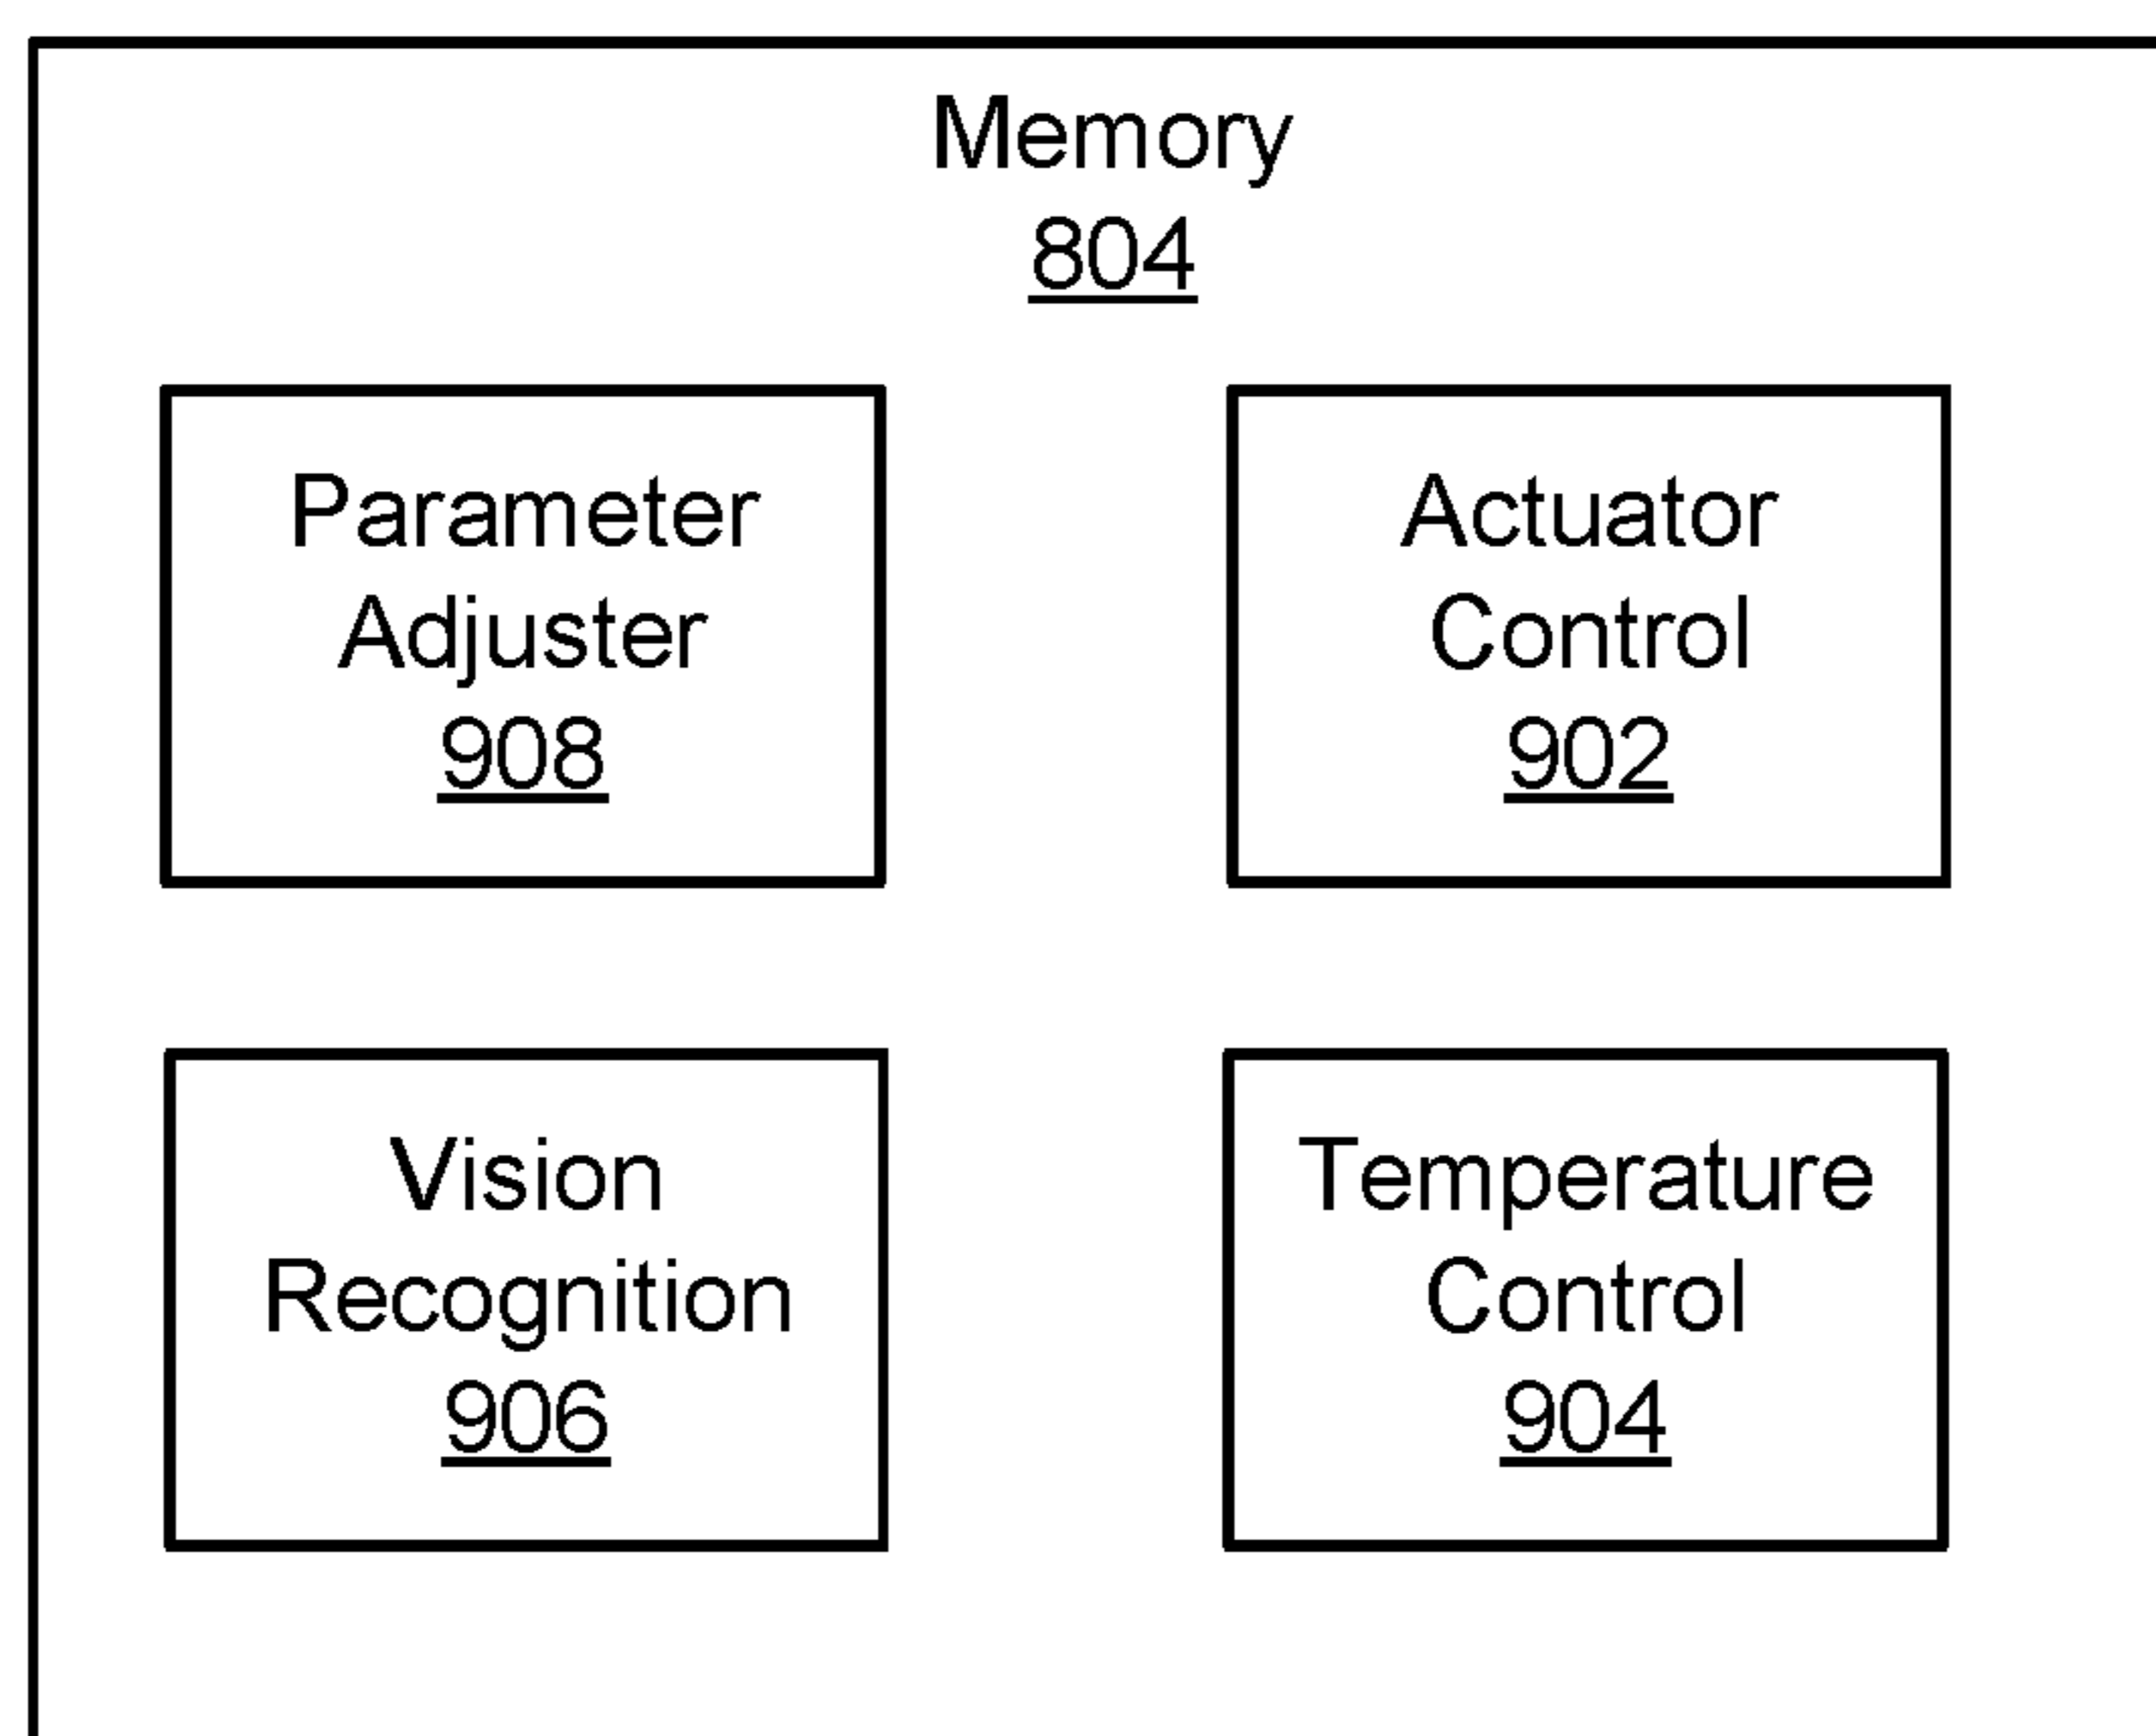 Memory
804
Parameter
Adjuster
908
Actuator
Control
902
Vision
Recognition
906
Temperature
Control
904